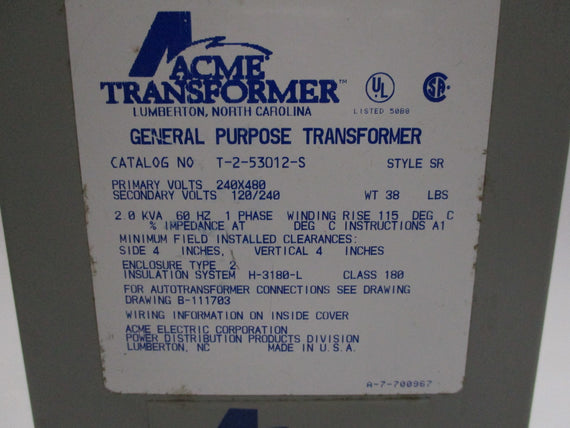 ACME
TRANSFORMER™
LUMBERTON, NORTH CAROLINA
UL
LISTED 50B8
GENERAL PURPOSE TRANSFORMER
CATALOG NO T-2-53012-S STYLE SR
PRIMARY VOLTS 240X480
SECONDARY VOLTS 120/240 WT 38 LBS
2.0 KVA 60 HZ 1 PHASE WINDING RISE 115 DEG C
% IMPEDANCE AT DEG C INSTRUCTIONS A1
MINIMUM FIELD INSTALLED CLEARANCES:
SIDE 4 INCHES, VERTICAL 4 INCHES
ENCLOSURE TYPE 2
INSULATION SYSTEM H-3180-L CLASS 180
FOR AUTOTRANSFORMER CONNECTIONS SEE DRAWING
DRAWING B-111703
WIRING INFORMATION ON INSIDE COVER
ACME ELECTRIC CORPORATION
POWER DISTRIBUTION PRODUCTS DIVISION
LUMBERTON, NC MADE IN U.S.A.
A-7-700967